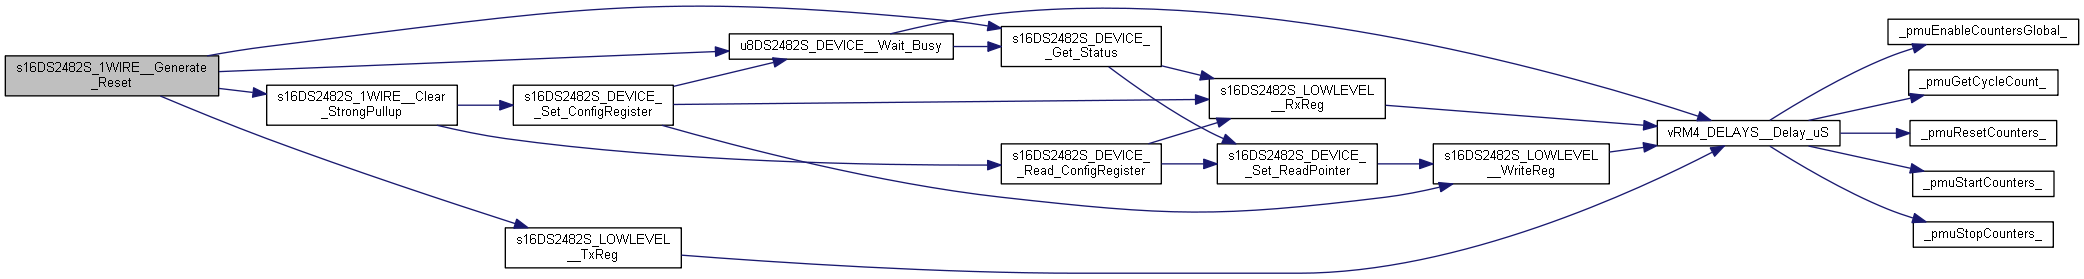 s16DS2482S_1WIRE__Generate
_Reset
s16DS2482S_1WIRE__Clear
_StrongPullup
s16DS2482S_DEVICE_
_Set_ConfigRegister
s16DS2482S_LOWLEVEL
__TxReg
u8DS2482S_DEVICE__Wait_Busy
s16DS2482S_DEVICE_
_Get_Status
s16DS2482S_DEVICE_
_Read_ConfigRegister
s16DS2482S_LOWLEVEL
__RxReg
s16DS2482S_DEVICE_
_Set_ReadPointer
s16DS2482S_LOWLEVEL
__WriteReg
vRM4_DELAYS__Delay_uS
_pmuEnableCountersGlobal_
_pmuGetCycleCount_
_pmuResetCounters_
_pmuStartCounters_
_pmuStopCounters_